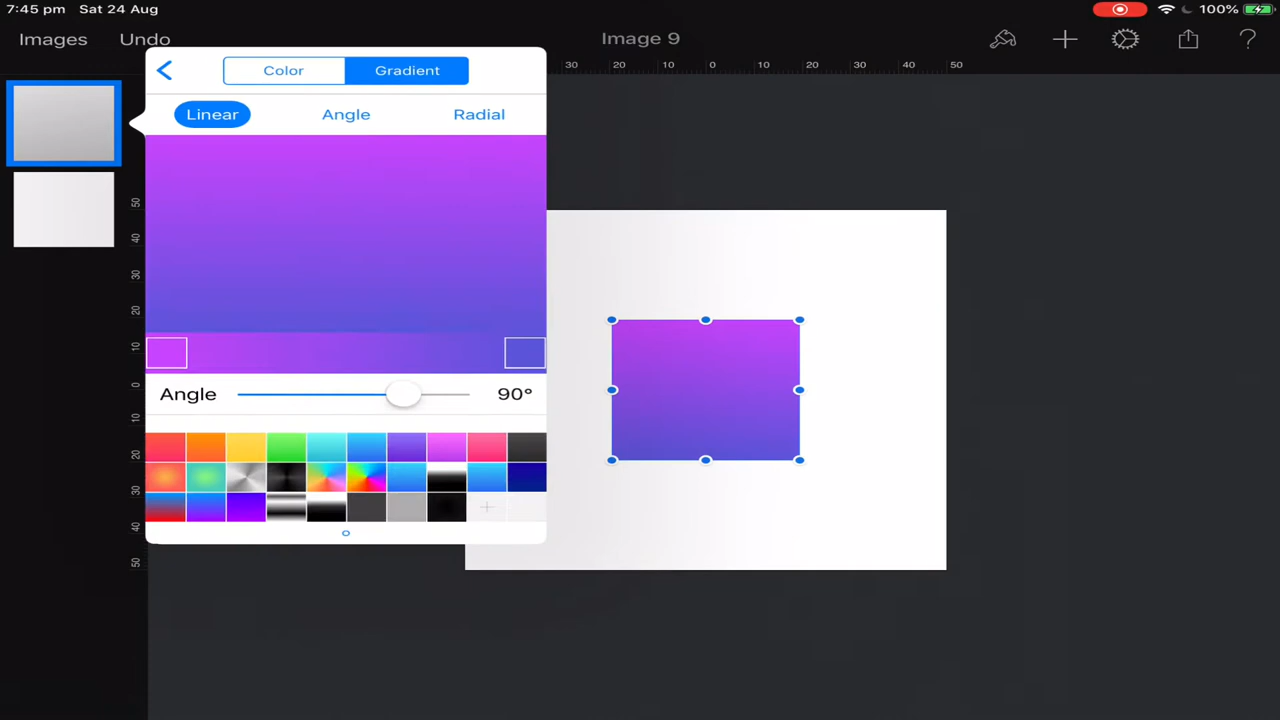 7:45 pm Sat 24 Aug 100%
Images Undo Image 9 ?
Color Gradient
30 20 10 0 10 20 30 40 50
Linear Angle Radial
50
40
30
20
10
0
10
20
30
40
50
Angle 90°